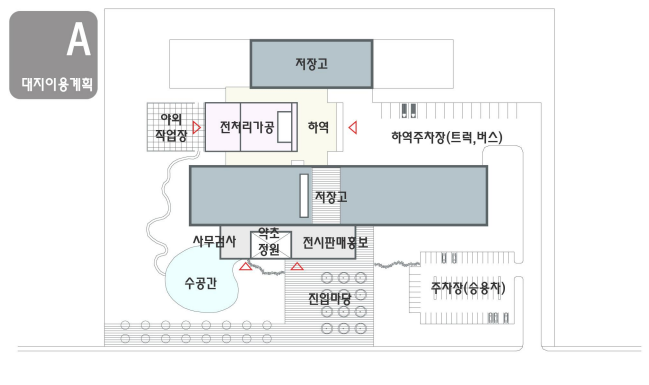 A
대지이용계획
저장고
야외
작업장
전처리가공
하역
하역주차장(트럭,버스)
저장고
사무검사
약초
정원
전시판매홍보
수공간
진입마당
주차장(승용차)